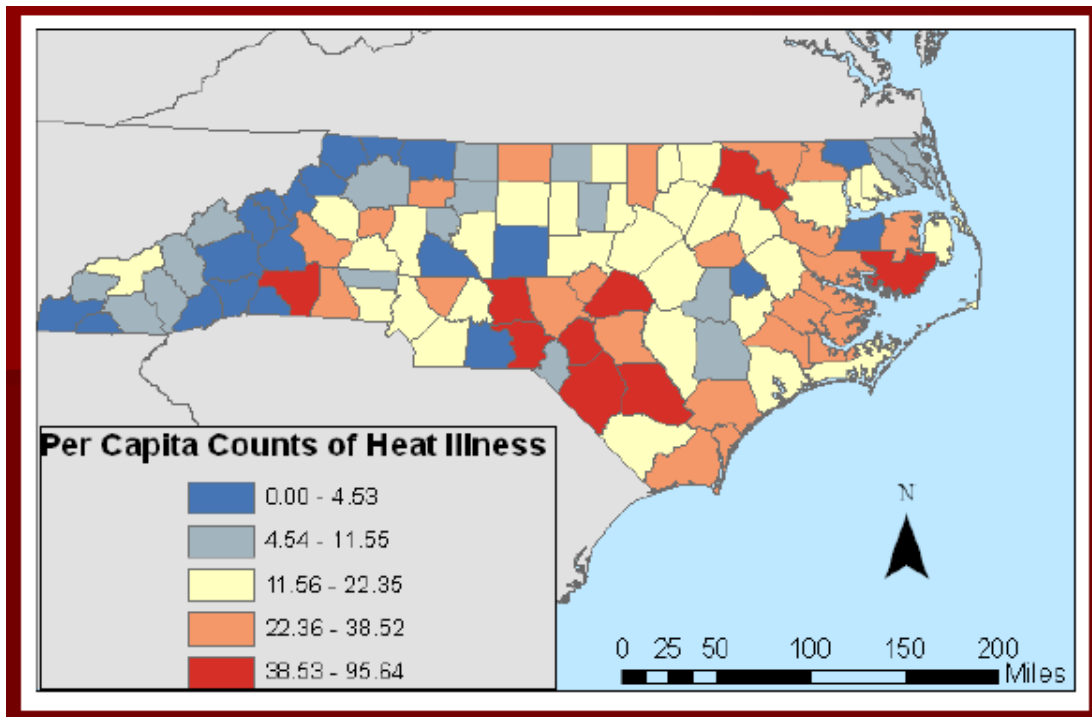 Per Capita Counts of Heat Illness
0.00 - 4.53
4.54 - 11.55
11.56 - 22.35
22.36 - 38.52
38.53 - 95.64
N
0 25 50 100 150 200
Miles